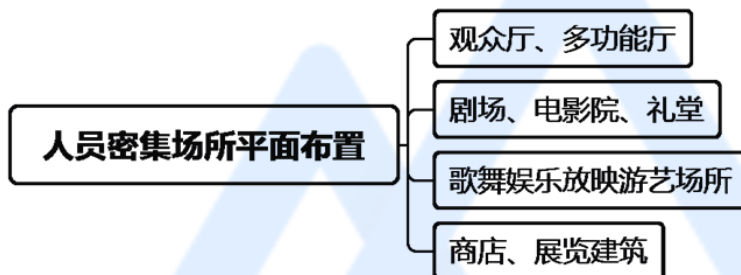 人员密集场所平面布置
观众厅、多功能厅
剧场、电影院、礼堂
歌舞娱乐放映游艺场所
商店、展览建筑